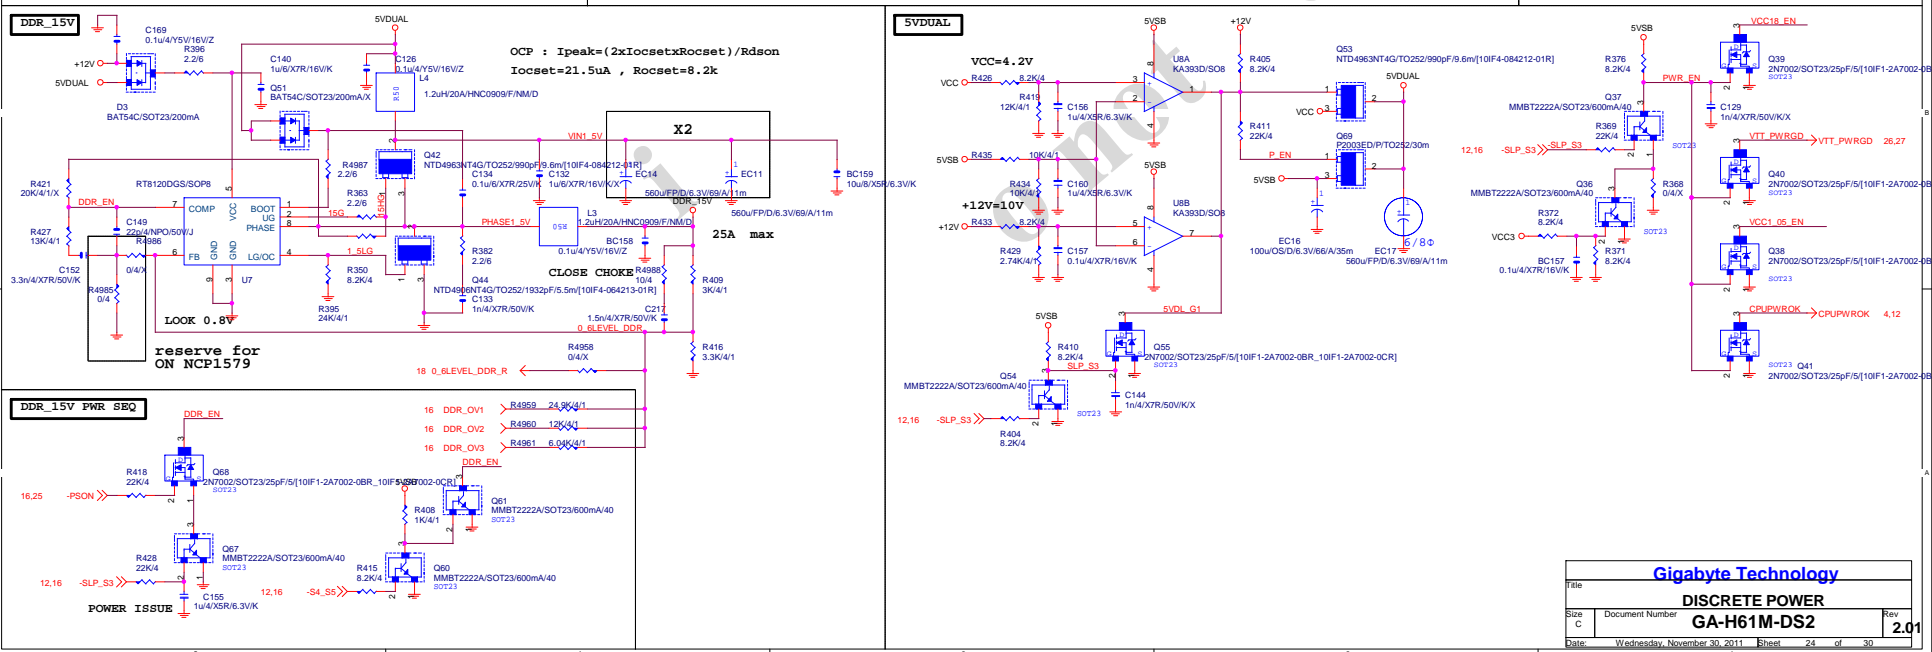 DDR_15V
C169
0.1u/4/Y5V/16V/Z
R396
2.2/6
+12V
5VDUAL
D3
BAT54C/SOT23/200mA
C140
1u/6/X7R/16V/K
Q51
BAT54C/SOT23/200mA/X
5VDUAL
C126
0.1u/4/Y5V/16V/Z
L4
R50
1.2uH/20A/HNC0909/F/NM/D
OCP : Ipeak=(2xIocsetxRocset)/Rdson
Iocset=21.5uA , Rocset=8.2k
X2
VIN1_5V
EC14
EC11
560u/FP/D/6.3V/69/A/11m
560u/FP/D/6.3V/69/A/11m
BC159
10u/8/X5R/6.3V/K
Q42
NTD4963NT4G/TO252/990pF/9.6m/[10IF4-084212-01R]
C134
0.1u/6/X7R/25V/K
C132
1u/6/X7R/16V/K/X
R4987
2.2/6
R363
2.2/6
15G
15HG1
R421
20K/4/1/X
DDR_EN
R427
13K/4/1
C149
22p/4/NPO/50V/J
R4986
0/4/X
C152
3.3n/4/X7R/50V/K
R4985
0/4
RT8120DGS/SOP8
COMP
VCC
BOOT
UG
PHASE
FB
GND
GND
LG/OC
U7
LOOK 0.8V
reserve for
ON NCP1579
1_5LG
R350
8.2K/4
R395
24K/4/1
PHASE1_5V
L3
R50
1.2uH/20A/HNC0909/F/NM/D
BC158
0.1u/4/Y5V/16V/Z
CLOSE CHOKE
DDR_15V
25A max
R382
2.2/6
Q44
NTD4906NT4G/TO252/1932pF/5.5m/[10IF4-064213-01R]
C133
1n/4/X7R/50V/K
R4988
10/4
R409
3K/4/1
C217
1.5n/4/X7R/50V/K
0_6LEVEL_DDR
R416
3.3K/4/1
R4958
0/4/X
18 0_6LEVEL_DDR_R
DDR_15V PWR SEQ
16 DDR_OV1 R4959 24.9K/4/1
16 DDR_OV2 R4960 12K/4/1
16 DDR_OV3 R4961 6.04K/4/1
DDR_EN
R418
22K/4
16,25 -PSON
Q68
2N7002/SOT23/25pF/5/[10IF1-2A7002-0BR_10IF1-2A7002-0CR]
SOT23
R428
22K/4
12,16 -SLP_S3
Q67
MMBT2222A/SOT23/600mA/40
SOT23
C155
1u/4/X5R/6.3V/K
POWER ISSUE
R408
1K/4/1
DDR_EN
Q61
MMBT2222A/SOT23/600mA/40
SOT23
R415
8.2K/4
12,16 -S4_S5
Q60
MMBT2222A/SOT23/600mA/40
SOT23
5VDUAL
VCC=4.2V
VCC R426 8.2K/4
R419
12K/4/1
C156
1u/4/X5R/6.3V/K
5VSB
U8A
KA393D/SO8
+12V
R405
8.2K/4
R411
22K/4
P_EN
5VSB R435 10K/4/1
R434
10K/4/1
C160
1u/4/X5R/6.3V/K
5VSB
+12V=10V
+12V R433 8.2K/4
R429
2.74K/4/1
C157
0.1u/4/X7R/16V/K
U8B
KA393D/SO8
Q53
NTD4963NT4G/TO252/990pF/9.6m/[10IF4-084212-01R]
VCC
5VDUAL
Q69
P2003ED/P/TO252/30m
5VSB
EC16
100u/OS/D/6.3V/66/A/35m
EC17
560u/FP/D/6.3V/69/A/11m
6/8Φ
5VDL_G1
5VSB
R410
8.2K/4
SLP_S3
Q55
2N7002/SOT23/25pF/5/[10IF1-2A7002-0BR_10IF1-2A7002-0CR]
Q54
MMBT2222A/SOT23/600mA/40
SOT23
C144
1n/4/X7R/50V/K/X
12,16 -SLP_S3
R404
8.2K/4
5VSB
R376
8.2K/4
PWR_EN
Q37
MMBT2222A/SOT23/600mA/40
SOT23
R369
22K/4
12,16 -SLP_S3 -SLP_S3
Q36
MMBT2222A/SOT23/600mA/40
SOT23
R368
0/4/X
R372
8.2K/4
VCC3
BC157
0.1u/4/X7R/16V/K
R371
8.2K/4
VCC18_EN
Q39
2N7002/SOT23/25pF/5/[10IF1-2A7002-0B
SOT23
C129
1n/4/X7R/50V/K/X
VTT_PWRGD VTT_PWRGD 26,27
Q40
2N7002/SOT23/25pF/5/[10IF1-2A7002-0B
SOT23
VCC1_05_EN
Q38
2N7002/SOT23/25pF/5/[10IF1-2A7002-0B
SOT23
CPUPWROK CPUPWROK 4,12
SOT23 Q41
2N7002/SOT23/25pF/5/[10IF1-2A7002-0B
Gigabyte Technology
Title
DISCRETE POWER
Size
C
Document Number
GA-H61M-DS2
Rev
2.01
Date: Wednesday, November 30, 2011 Sheet 24 of 30